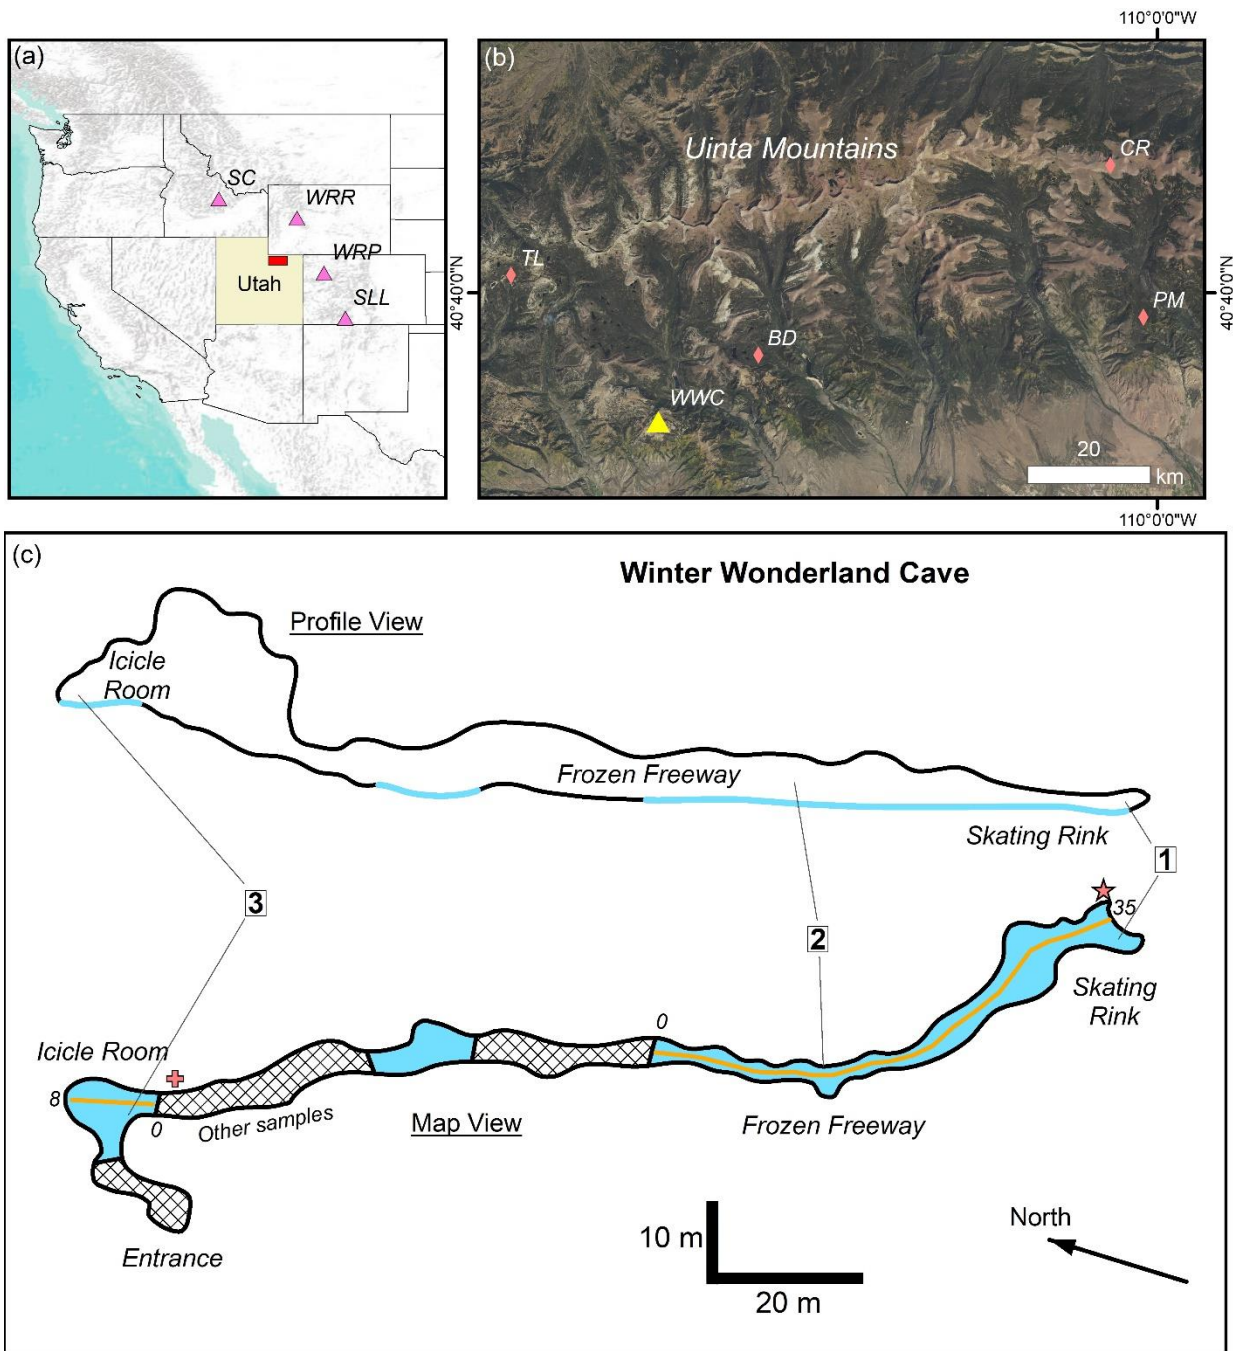 110°0'0"W
(a)
SC
WRR
WRP
Utah
SLL
(b)
Uinta Mountains
CR
TL
BD
PM
WWC
20
km
40°40'0"N
40°40'0"N
110°0'0"W
(c)
Winter Wonderland Cave
Profile View
Icicle
Room
Frozen Freeway
Skating Rink
1
3
2
35
Skating
Rink
0
Icicle Room
8
0
Other samples
Map View
Frozen Freeway
Entrance
10 m
20 m
North